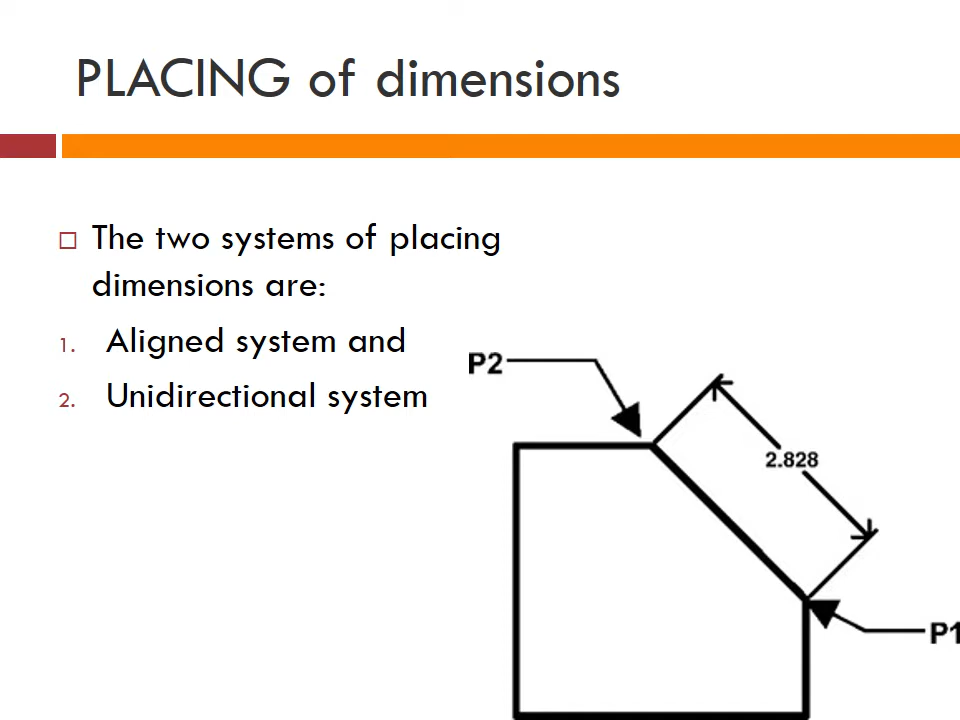 PLACING of dimensions
□ The two systems of placing
dimensions are:
1. Aligned system and
2. Unidirectional system
P2
2.828
P1